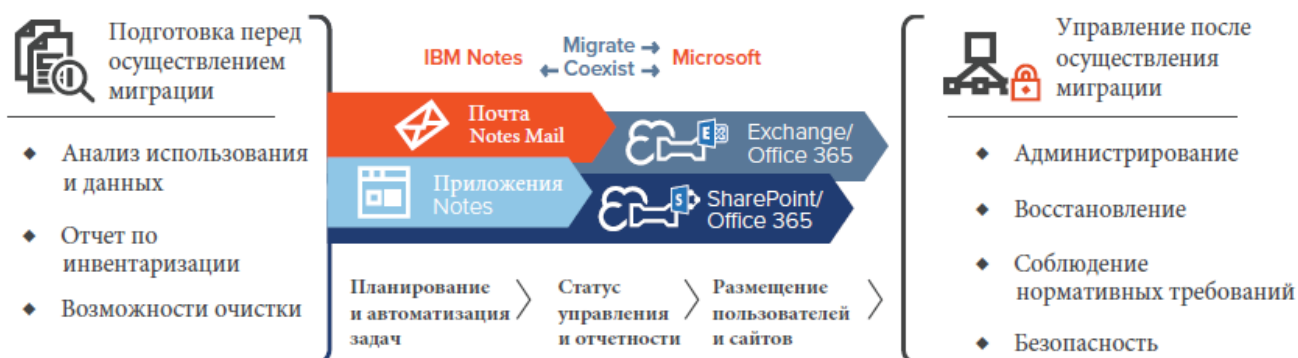 Подготовка перед
осуществлением
миграции
Анализ использования
и данных
Отчет по
инвентаризации
Возможности очистки
IBM Notes
Migrate
Coexist
Microsoft
Почта
Notes Mail
Exchange/
Office 365
Приложения
Notes
SharePoint/
Office 365
Планирование
и автоматизация
задач
Статус
управления
и отчетности
Размещение
пользователей
и сайтов
Управление после
осуществления
миграции
Администрирование
Восстановление
Соблюдение
нормативных требований
Безопасность